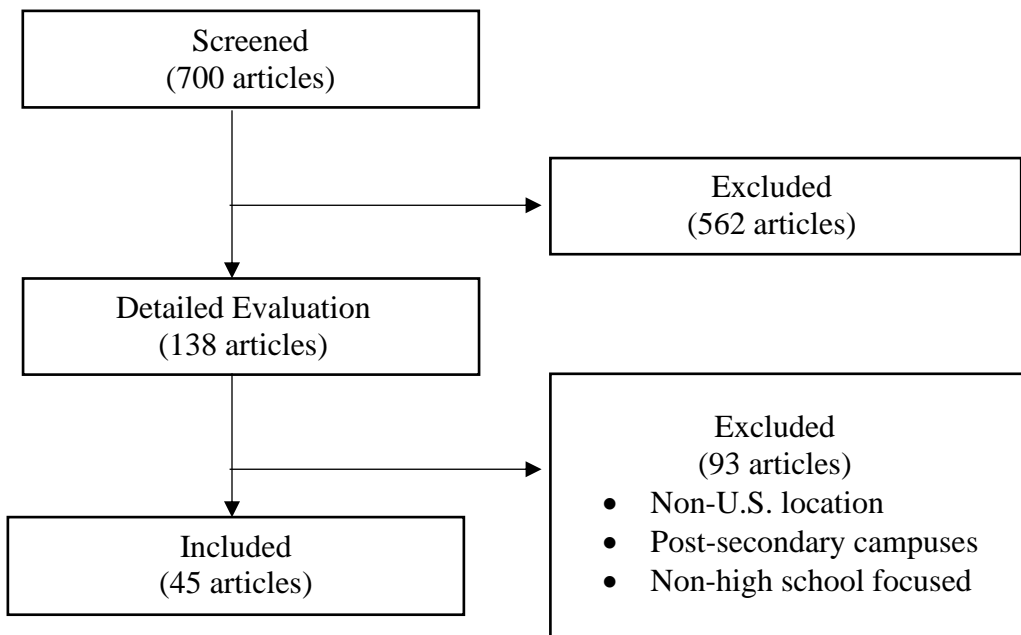 Screened
(700 articles)
Excluded
(562 articles)
Detailed Evaluation
(138 articles)
Excluded
(93 articles)
• Non-U.S. location
• Post-secondary campuses
• Non-high school focused
Included
(45 articles)